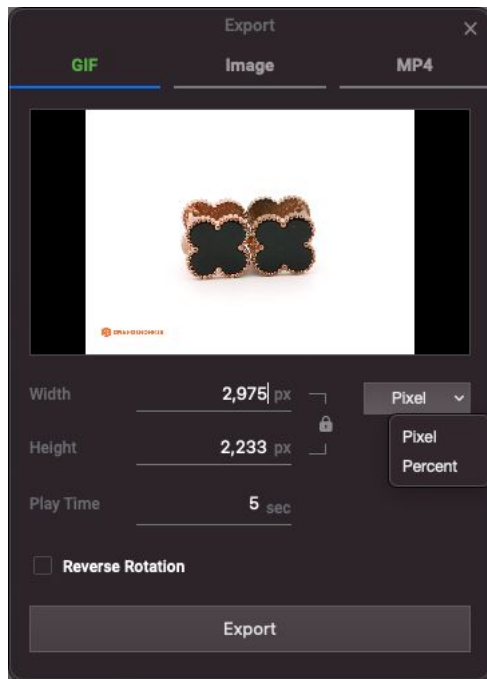 Export
GIF Image MP4
Width 2,975 px Pixel
Pixel
Height 2,233 px
Percent
Play Time 5 sec
Reverse Rotation
Export